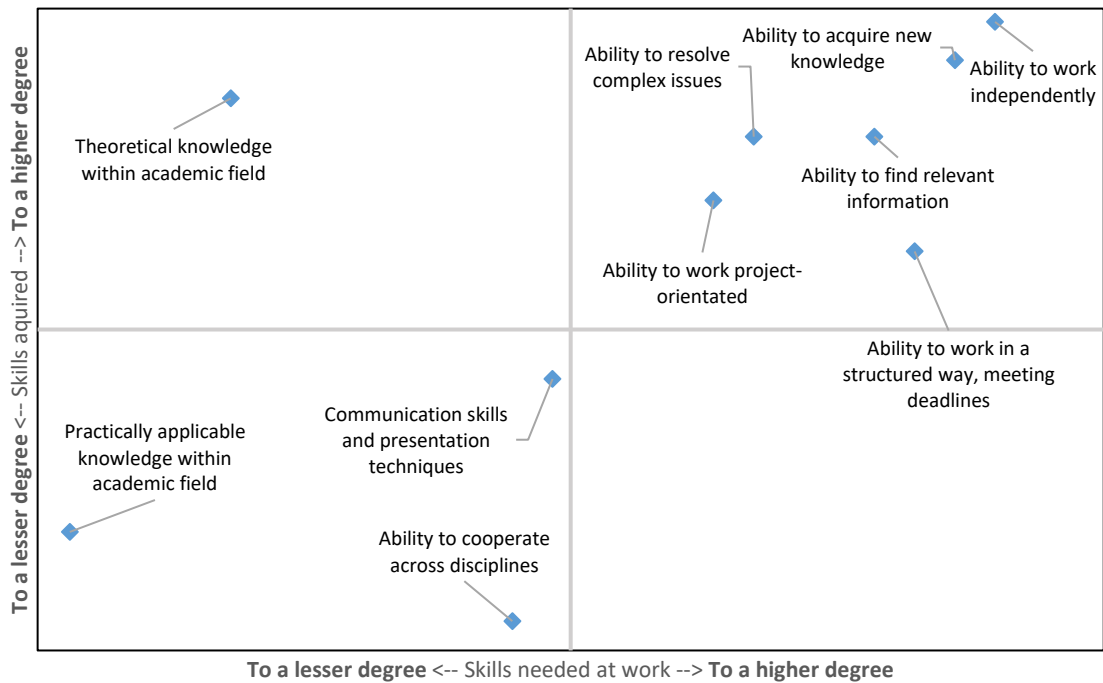 To a lesser degree <-- Skills aquired --> To a higher degree
Ability to acquire new
knowledge
Ability to work
independently
Ability to resolve
complex issues
Theoretical knowledge
within academic field
Ability to find relevant
information
Ability to work project-
orientated
Ability to work in a
structured way, meeting
deadlines
Communication skills
and presentation
techniques
Practically applicable
knowledge within
academic field
Ability to cooperate
across disciplines
To a lesser degree <-- Skills needed at work --> To a higher degree